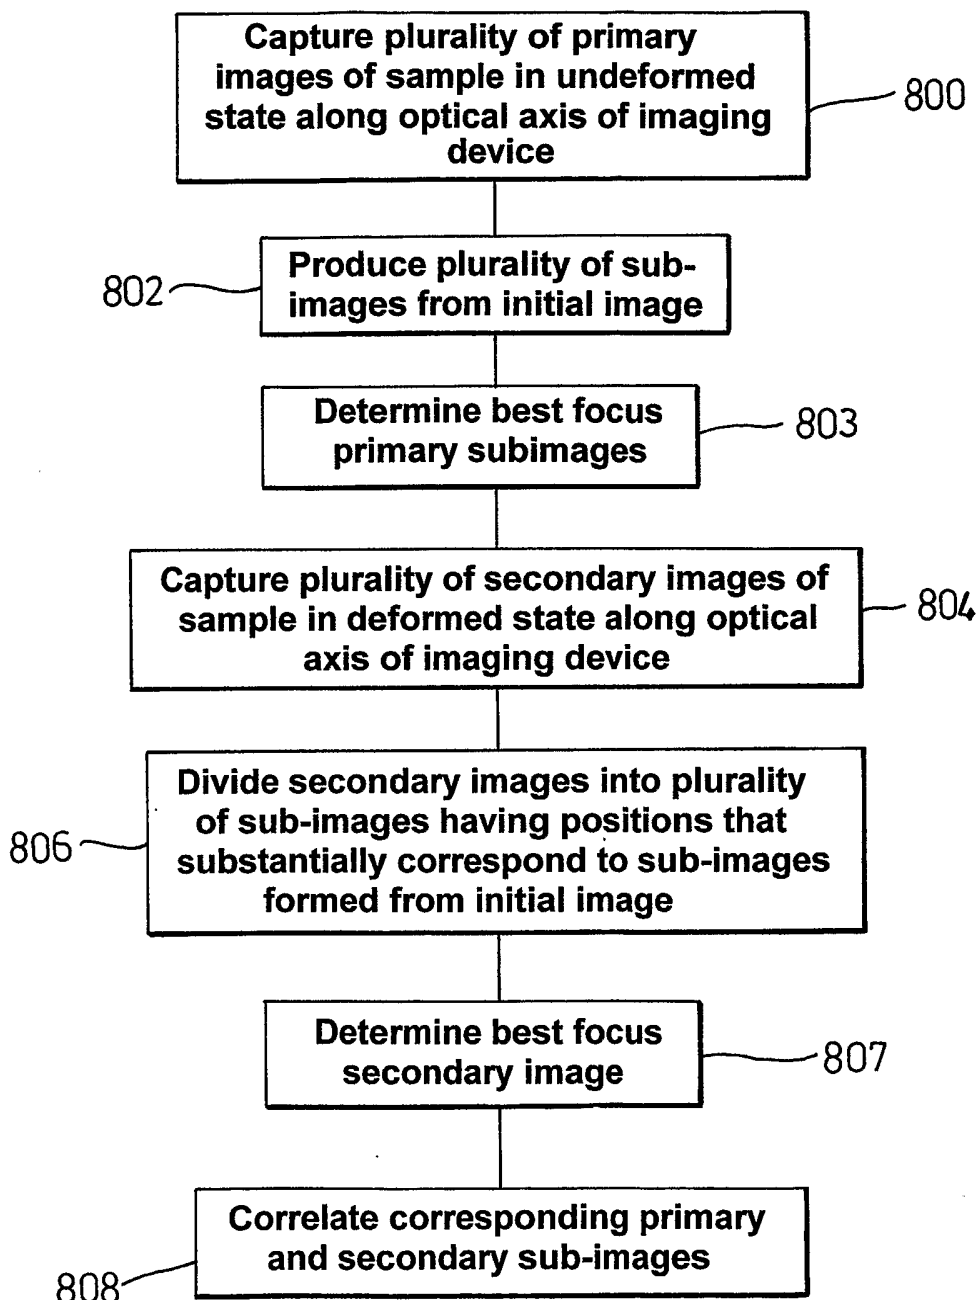 Capture plurality of primary
images of sample in undeformed
state along optical axis of imaging
device
800
Produce plurality of sub-
images from initial image
802
Determine best focus
primary subimages
803
Capture plurality of secondary images of
sample in deformed state along optical
axis of imaging device
804
Divide secondary images into plurality
of sub-images having positions that
substantially correspond to sub-images
formed from initial image
806
Determine best focus
secondary image
807
Correlate corresponding primary
and secondary sub-images
808